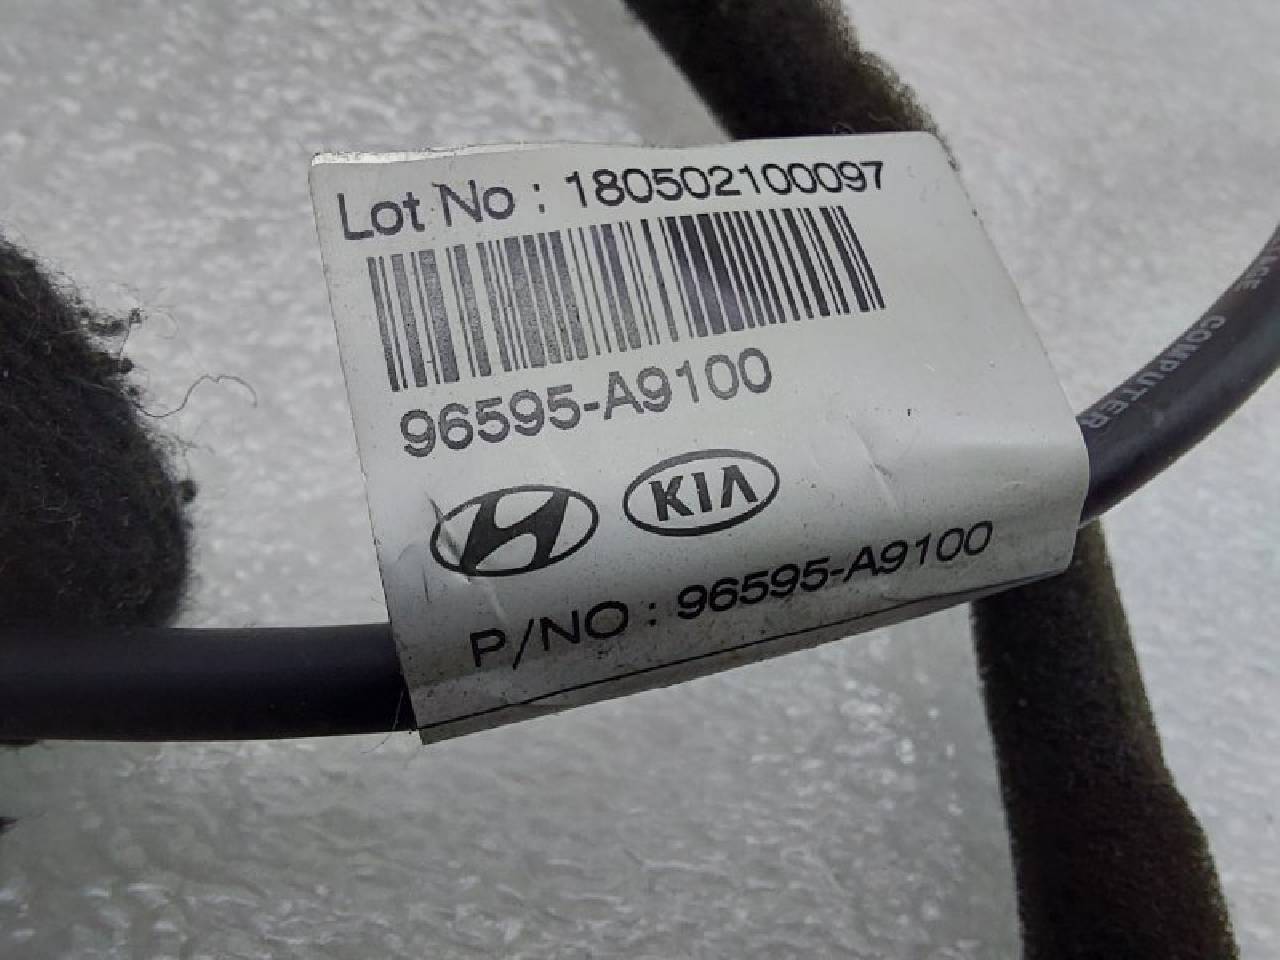 Lot No : 180502100097
96595-A9100
KIA
P/NO : 96595-A9100
COMPUTER